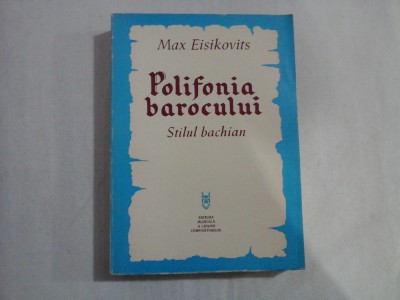 Max Eisikovits
Polifonia
barocului
Stilul bachian
EDITURA
MUZICALĂ
A UNIUNII
COMPOZITORILOR